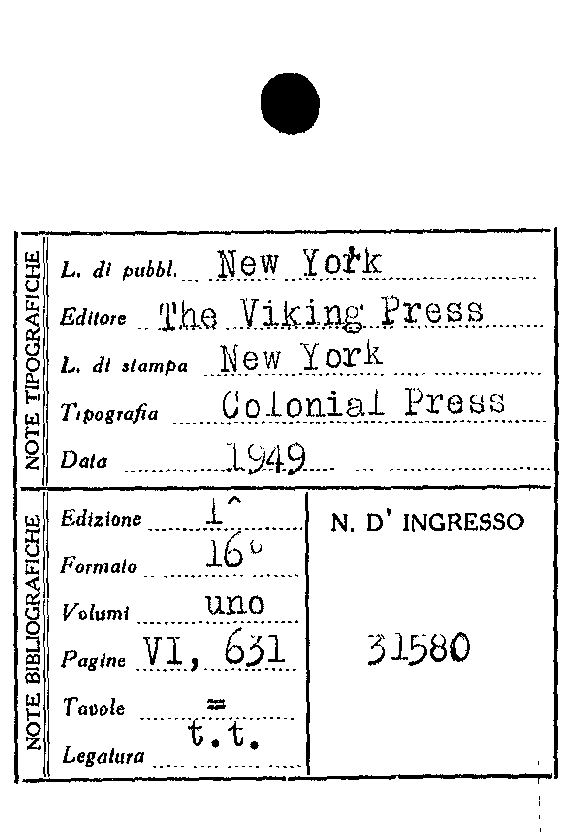 NOTE TIPOGRAFICHE
L. di pubbl. New York
Editore The Viking Press
L. di stampa New York
Tipografia Colonial Press
Data 1949
NOTE BIBLIOGRAFICHE
Edizione 1^
Formato 16°
Volumi uno
Pagine VI, 631
Tavole =
Legatura t.t.
N. D' INGRESSO
31580